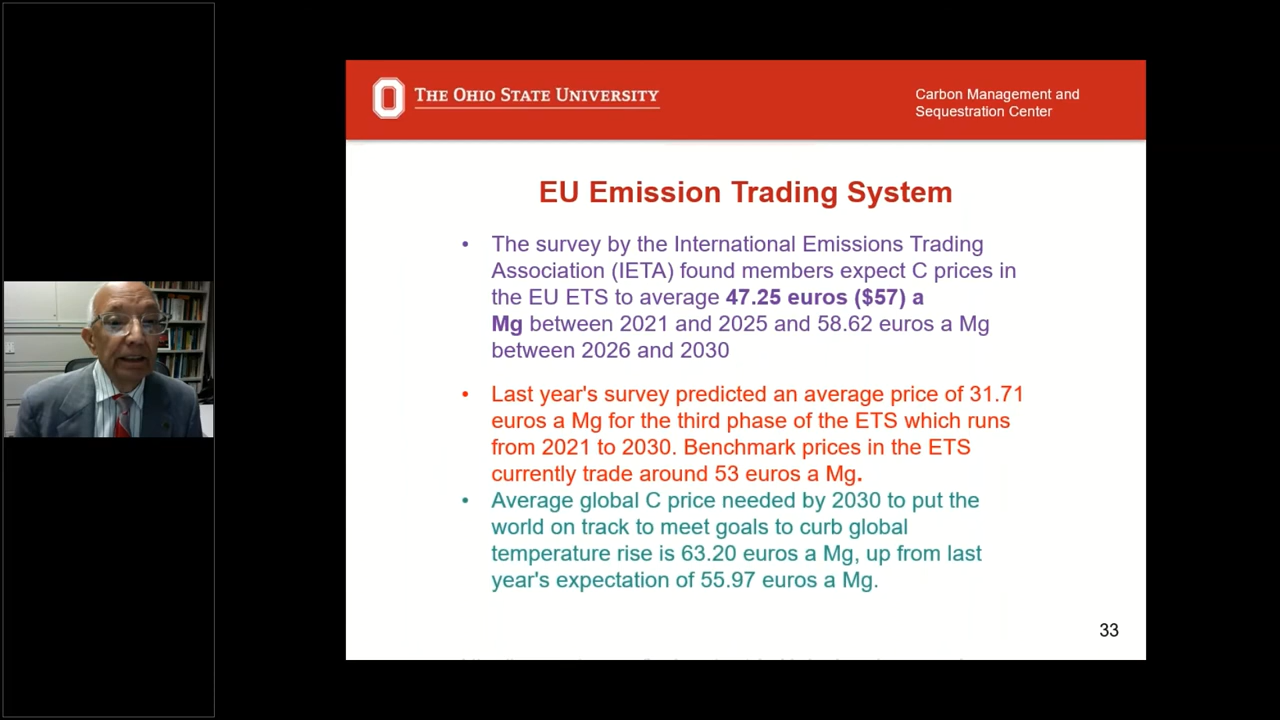 THE OHIO STATE UNIVERSITY
Carbon Management and
Sequestration Center
EU Emission Trading System
• The survey by the International Emissions Trading
Association (IETA) found members expect C prices in
the EU ETS to average 47.25 euros ($57) a
Mg between 2021 and 2025 and 58.62 euros a Mg
between 2026 and 2030
• Last year's survey predicted an average price of 31.71
euros a Mg for the third phase of the ETS which runs
from 2021 to 2030. Benchmark prices in the ETS
currently trade around 53 euros a Mg.
• Average global C price needed by 2030 to put the
world on track to meet goals to curb global
temperature rise is 63.20 euros a Mg, up from last
year's expectation of 55.97 euros a Mg.
33